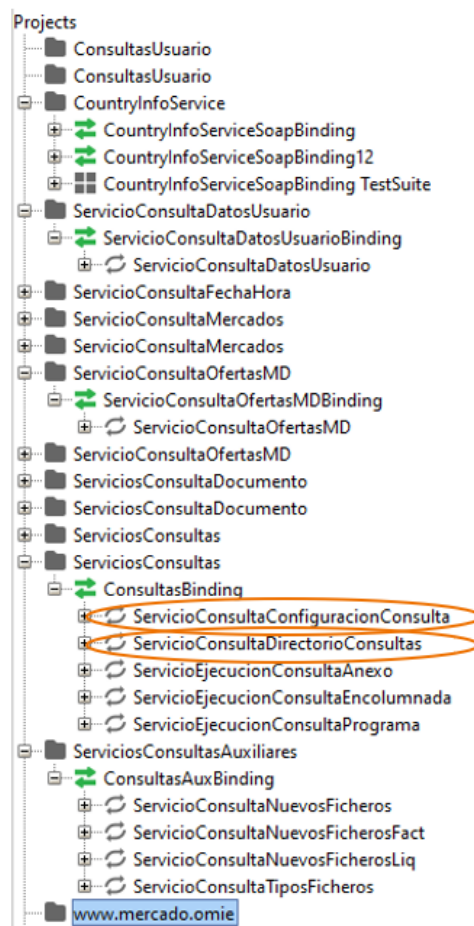 Projects
ConsultasUsuario
ConsultasUsuario
CountryInfoService
CountryInfoServiceSoapBinding
CountryInfoServiceSoapBinding12
CountryInfoServiceSoapBinding TestSuite
ServicioConsultaDatosUsuario
ServicioConsultaDatosUsuarioBinding
ServicioConsultaDatosUsuario
ServicioConsultaFechaHora
ServicioConsultaMercados
ServicioConsultaMercados
ServicioConsultaOfertasMD
ServicioConsultaOfertasMDBinding
ServicioConsultaOfertasMD
ServicioConsultaOfertasMD
ServiciosConsultaDocumento
ServiciosConsultaDocumento
ServiciosConsultas
ServiciosConsultas
ConsultasBinding
ServicioConsultaConfiguracionConsulta
ServicioConsultaDirectorioConsultas
ServicioEjecucionConsultaAnexo
ServicioEjecucionConsultaEncolumnada
ServicioEjecucionConsultaPrograma
ServiciosConsultasAuxiliares
ConsultasAuxBinding
ServicioConsultaNuevosFicheros
ServicioConsultaNuevosFicherosFact
ServicioConsultaNuevosFicherosLiq
ServicioConsultaTiposFicheros
www.mercado.omie